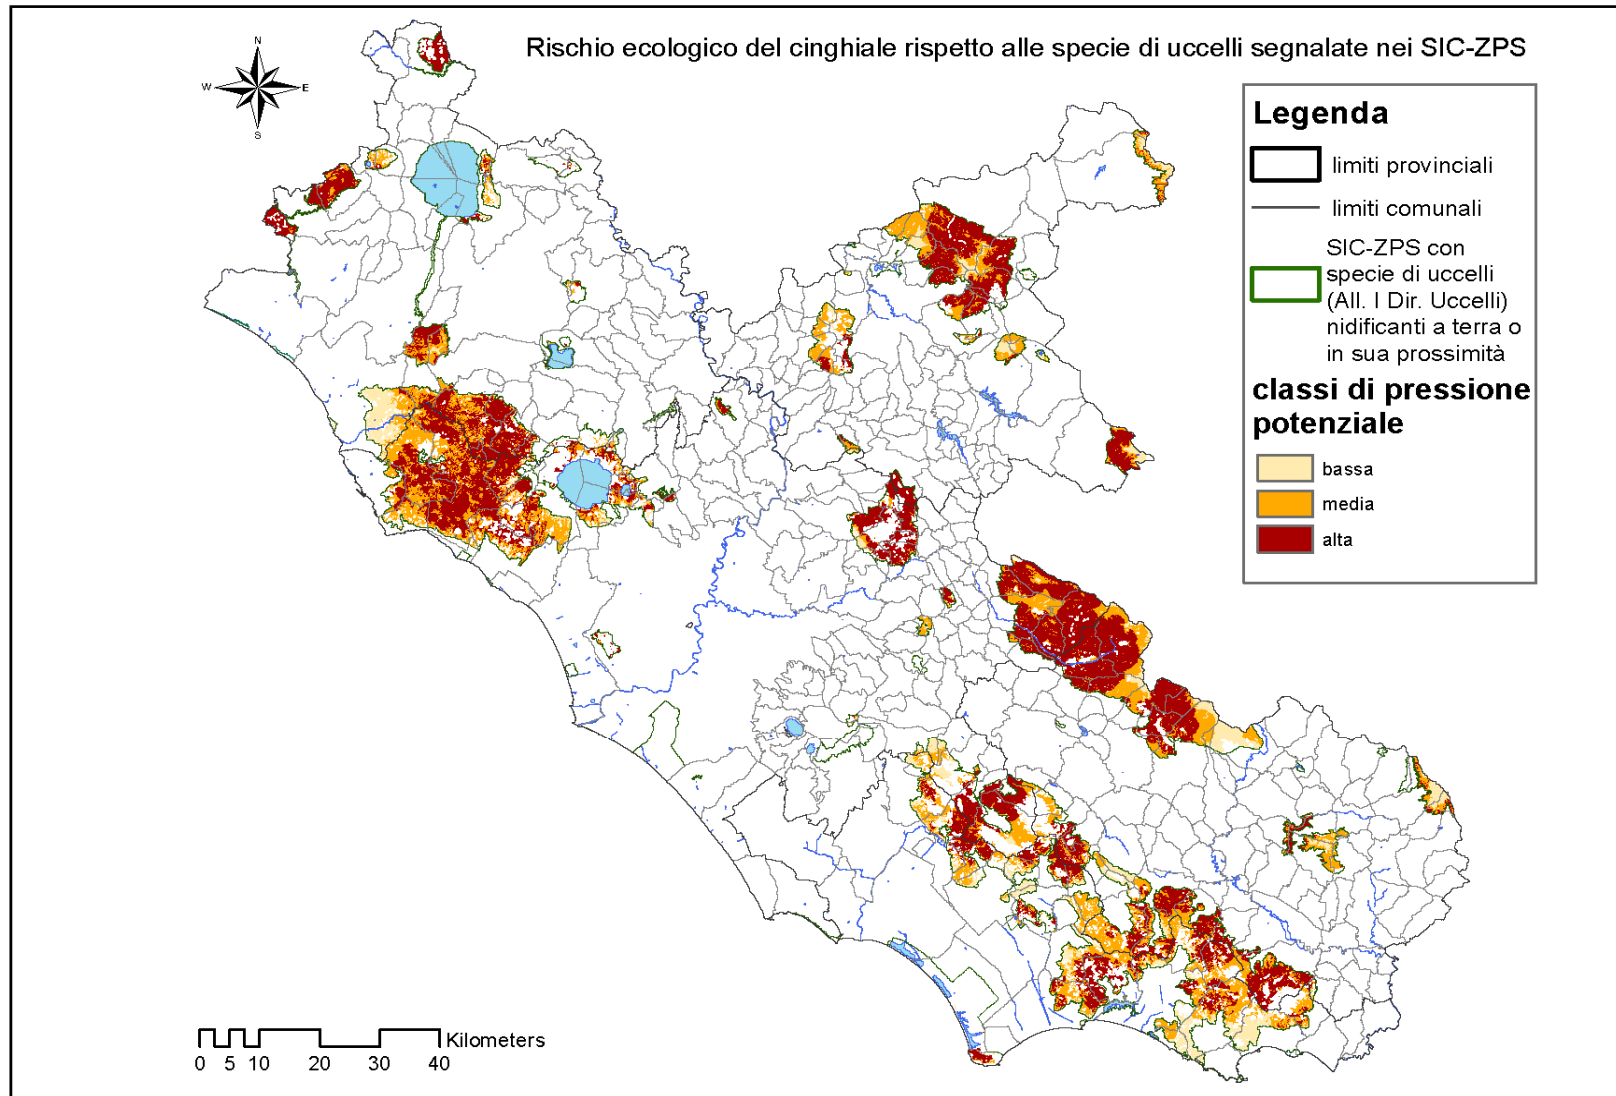 Rischio ecologico del cinghiale rispetto alle specie di uccelli segnalate nei SIC-ZPS
N
W
E
S
Legenda
limiti provinciali
limiti comunali
SIC-ZPS con
specie di uccelli
(All. I Dir. Uccelli)
nidificanti a terra o
in sua prossimità
classi di pressione
potenziale
bassa
media
alta
Kilometers
0 5 10 20 30 40